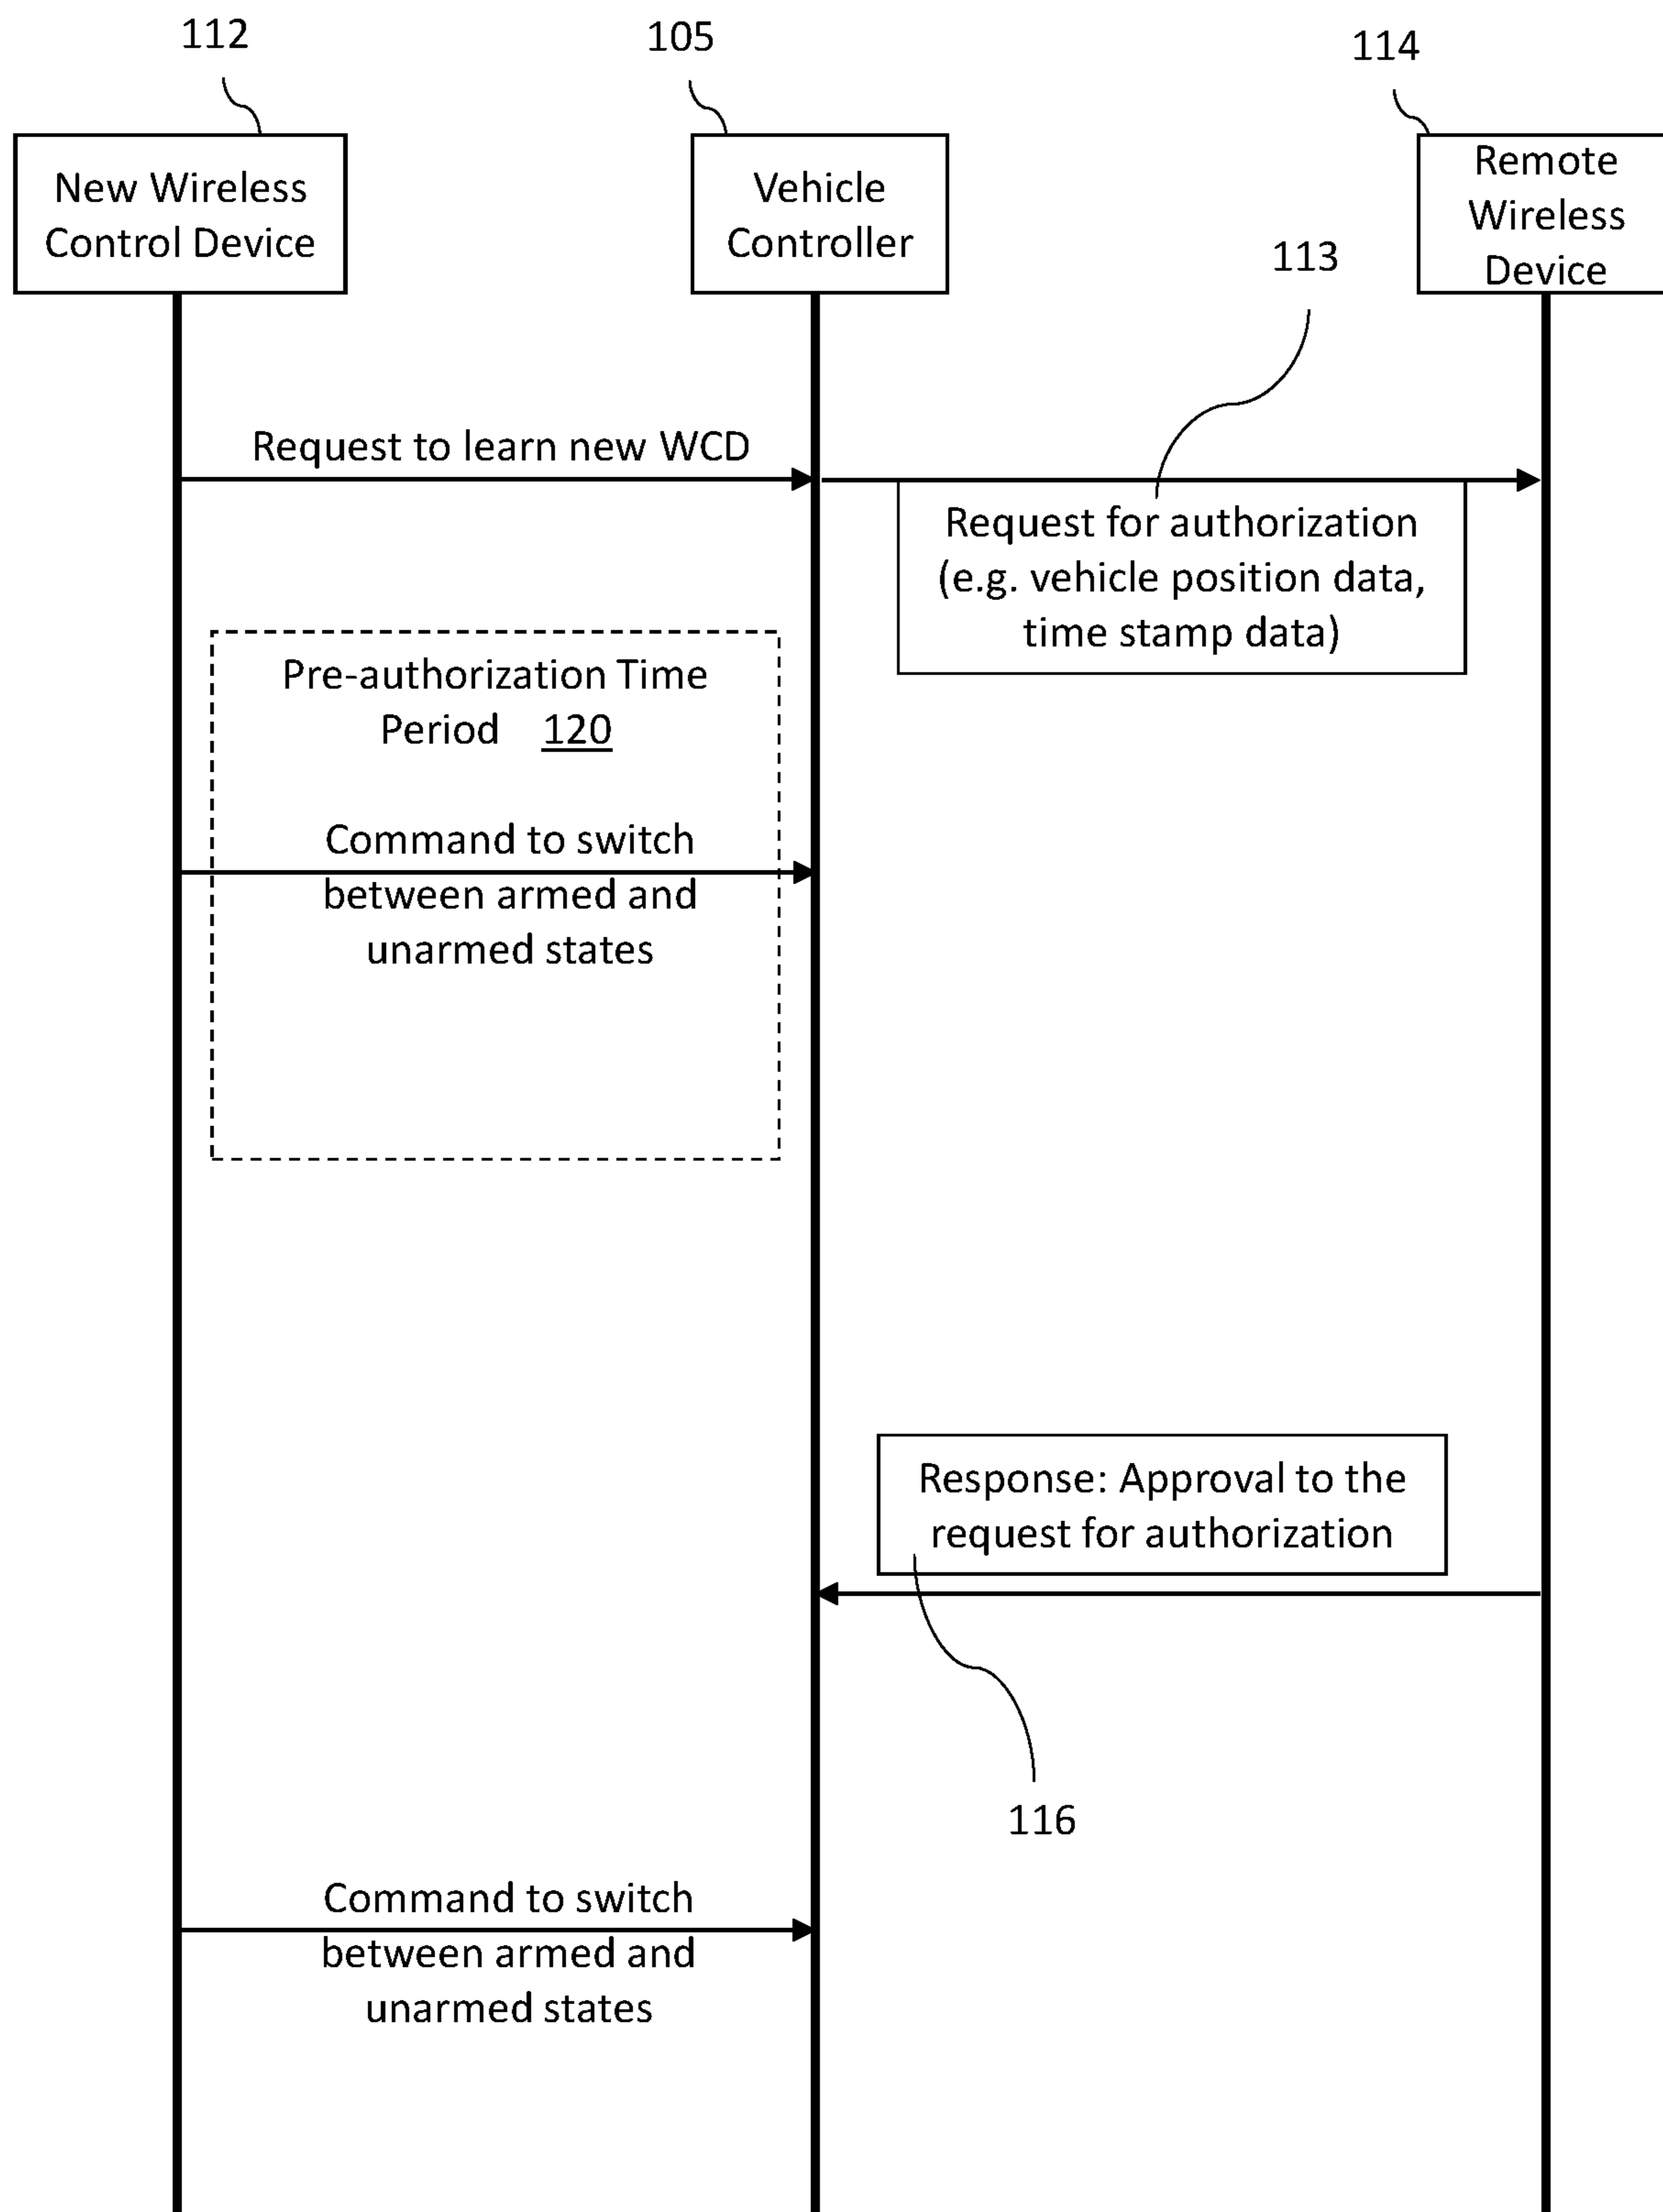 112
105
114
New Wireless
Control Device
Vehicle
Controller
Remote
Wireless
Device
113
Request to learn new WCD
Request for authorization
(e.g. vehicle position data,
time stamp data)
Pre-authorization Time
Period 120
Command to switch
between armed and
unarmed states
Response: Approval to the
request for authorization
116
Command to switch
between armed and
unarmed states